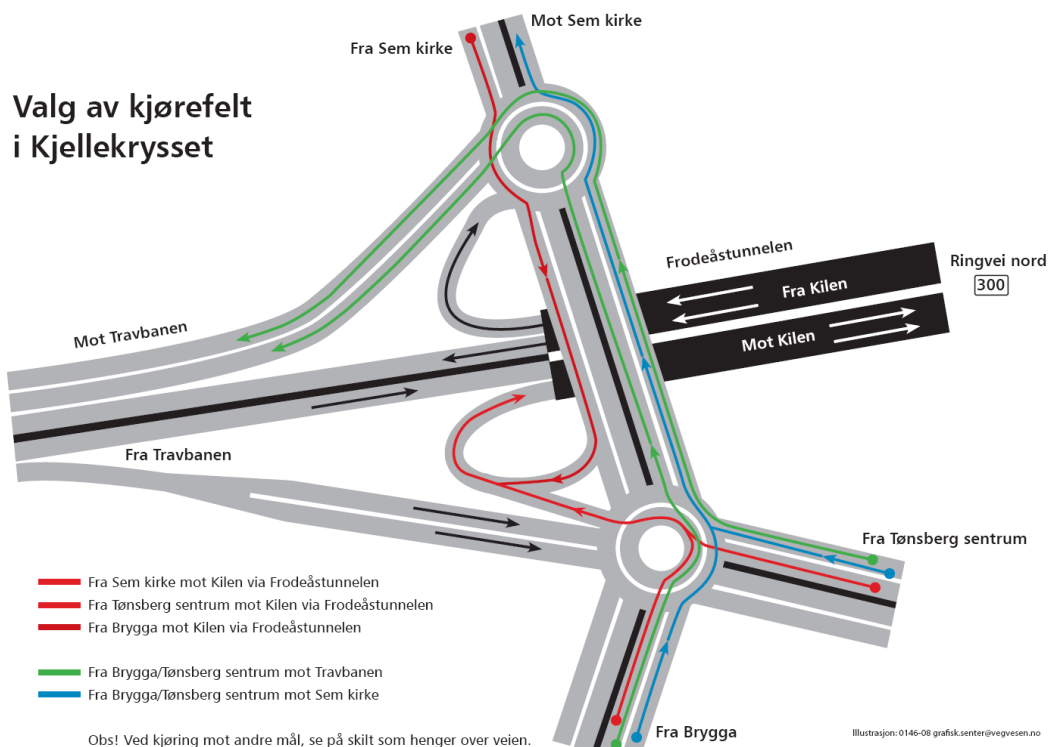 Mot Sem kirke
Fra Sem kirke
Valg av kjørefelt
i Kjellekrysset
Frodeåstunnelen
Ringvei nord
300
Fra Kilen
Mot Kilen
Mot Travbanen
Fra Travbanen
Fra Tønsberg sentrum
Fra Sem kirke mot Kilen via Frodeåstunnelen
Fra Tønsberg sentrum mot Kilen via Frodeåstunnelen
Fra Brygga mot Kilen via Frodeåstunnelen
Fra Brygga/Tønsberg sentrum mot Travbanen
Fra Brygga/Tønsberg sentrum mot Sem kirke
Fra Brygga
Obs! Ved kjøring mot andre mål, se på skilt som henger over veien.
Illustrasjon: 0146-08 grafisk.senter@vegvesen.no